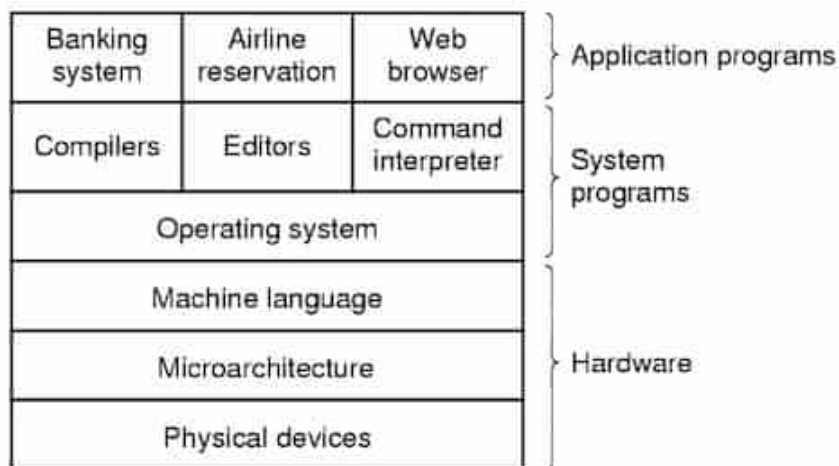 Banking
system
Airline
reservation
Web
browser
Application programs
Compilers
Editors
Command
interpreter
System
programs
Operating system
Machine language
Microarchitecture
Hardware
Physical devices